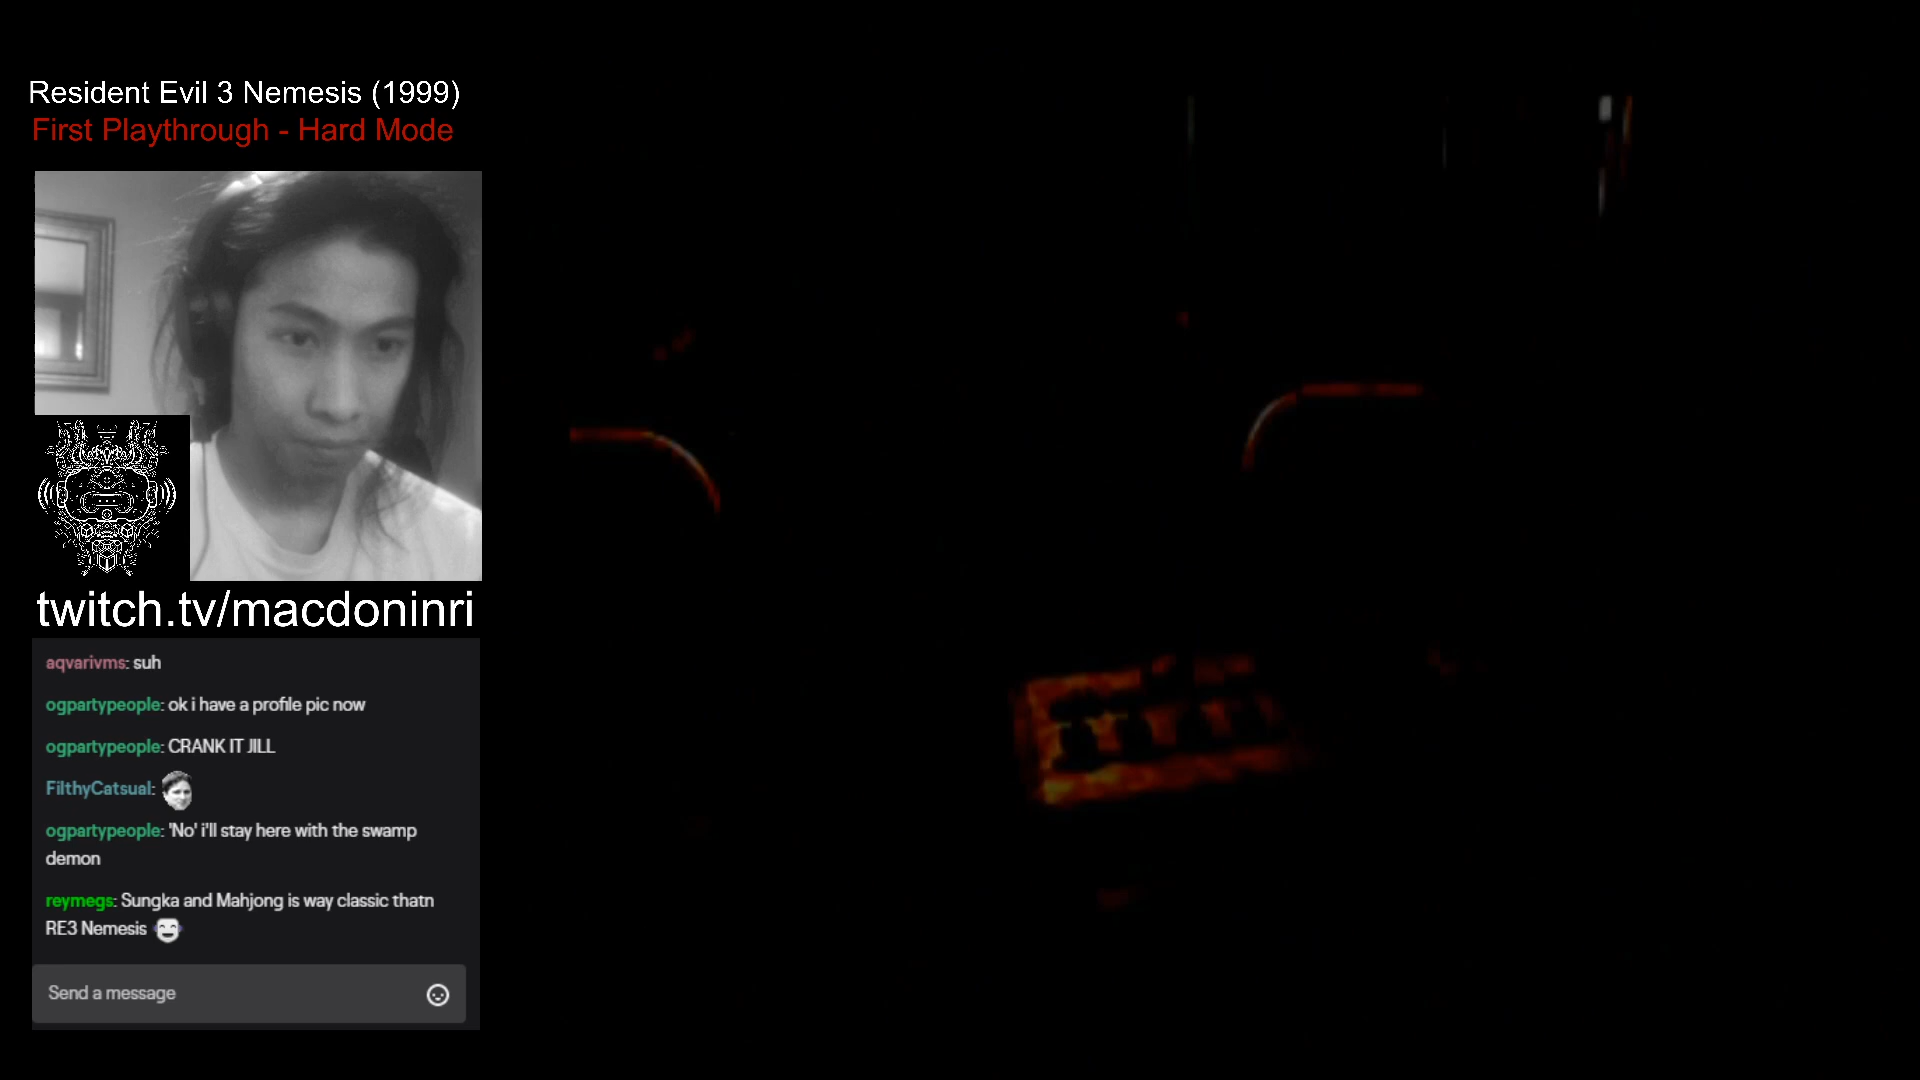 Resident Evil 3 Nemesis (1999)
First Playthrough - Hard Mode
twitch.tv/macdoninri
aqvarivms: suh
ogpartypeople: ok i have a profile pic now
ogpartypeople: CRANK IT JILL
FilthyCatsual:
ogpartypeople: 'No' i'll stay here with the swamp
demon
reymegs: Sungka and Mahjong is way classic thatn
RE3 Nemesis
Send a message